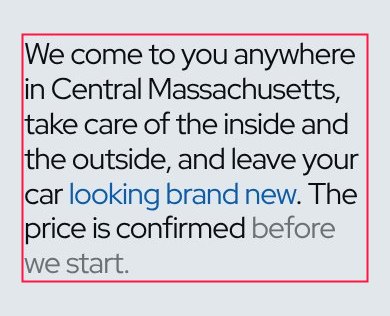 We come to you anywhere
in Central Massachusetts,
take care of the inside and
the outside, and leave your
car looking brand new. The
price is confirmed before
we start.